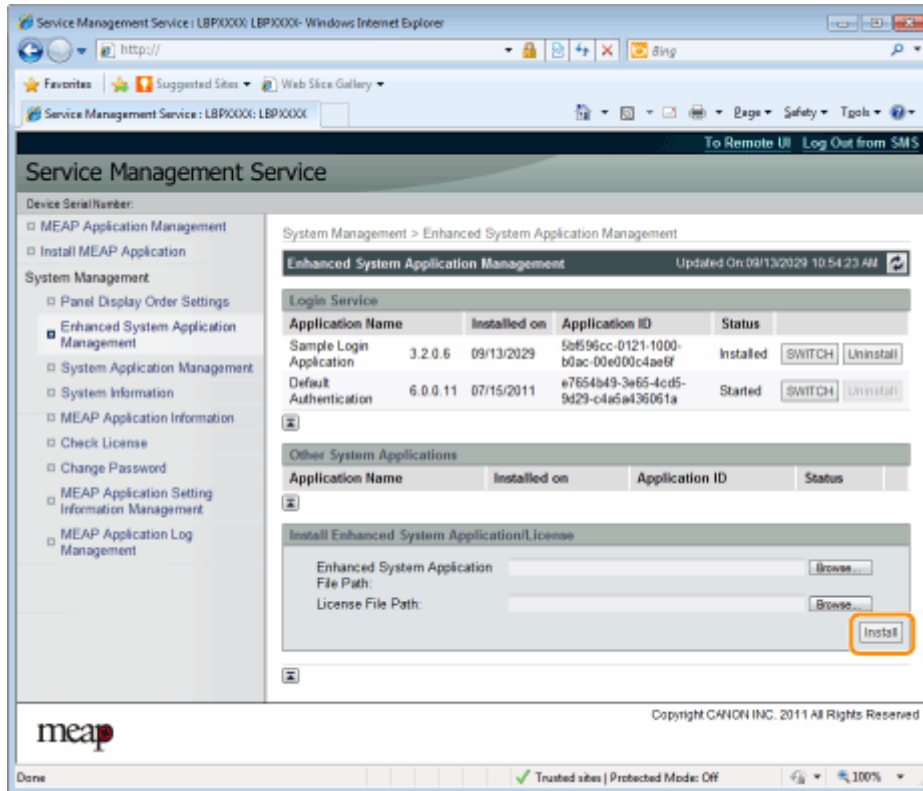 Service Management Service : LBPXXXX: LBPXXXX- Windows Internet Explorer
http://
Bing
Favorites Suggested Sites Web Slice Gallery
Service Management Service : LBPXXXX: LBPXXXX
Page Safety Tools
To Remote UI Log Out from SMS
Service Management Service
Device Serial Number:
MEAP Application Management
Install MEAP Application
System Management
Panel Display Order Settings
Enhanced System Application
Management
System Application Management
System Information
MEAP Application Information
Check License
Change Password
MEAP Application Setting
Information Management
MEAP Application Log
Management
System Management > Enhanced System Application Management
Enhanced System Application Management Updated On:09/13/2029 10:54:23 AM
Login Service
Application Name Installed on Application ID Status
Sample Login
Application 3.2.0.6 09/13/2029 5bf596cc-0121-1000-
b0ac-00e000c4ae6f Installed SWITCH Uninstall
Default
Authentication 6.0.0.11 07/15/2011 e7654b49-3e65-4cd5-
9d29-c4a5a436061a Started SWITCH Uninstall
Other System Applications
Application Name Installed on Application ID Status
Install Enhanced System Application/License
Enhanced System Application
File Path: Browse...
License File Path: Browse...
Install
Copyright CANON INC. 2011 All Rights Reserved
meap
Done Trusted sites | Protected Mode: Off 100%